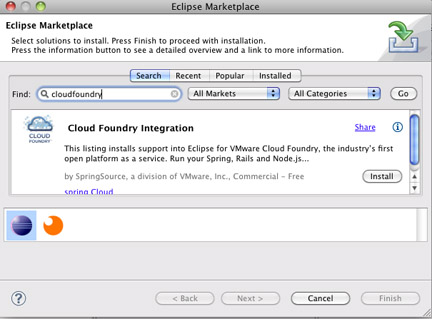 Eclipse Marketplace
Eclipse Marketplace
Select solutions to install. Press Finish to proceed with installation.
Press the information button to see a detailed overview and a link to more information.
Search Recent Popular Installed
Find: cloudfoundry All Markets All Categories Go
CLOUD
FOUNDRY
Cloud Foundry Integration Share
This listing installs support into Eclipse for VMware Cloud Foundry, the industry's first
open platform as a service. Run your Spring, Rails and Node.js...
by SpringSource, a division of VMware, Inc., Commercial - Free Install
spring Cloud
? < Back Next > Cancel Finish